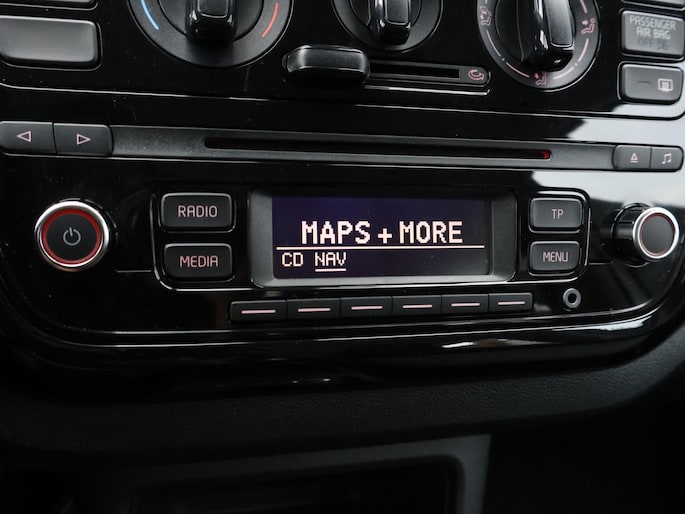 PASSENGER
AIR BAG
RADIO
MEDIA
MAPS + MORE
CD NAV
TP
MENU